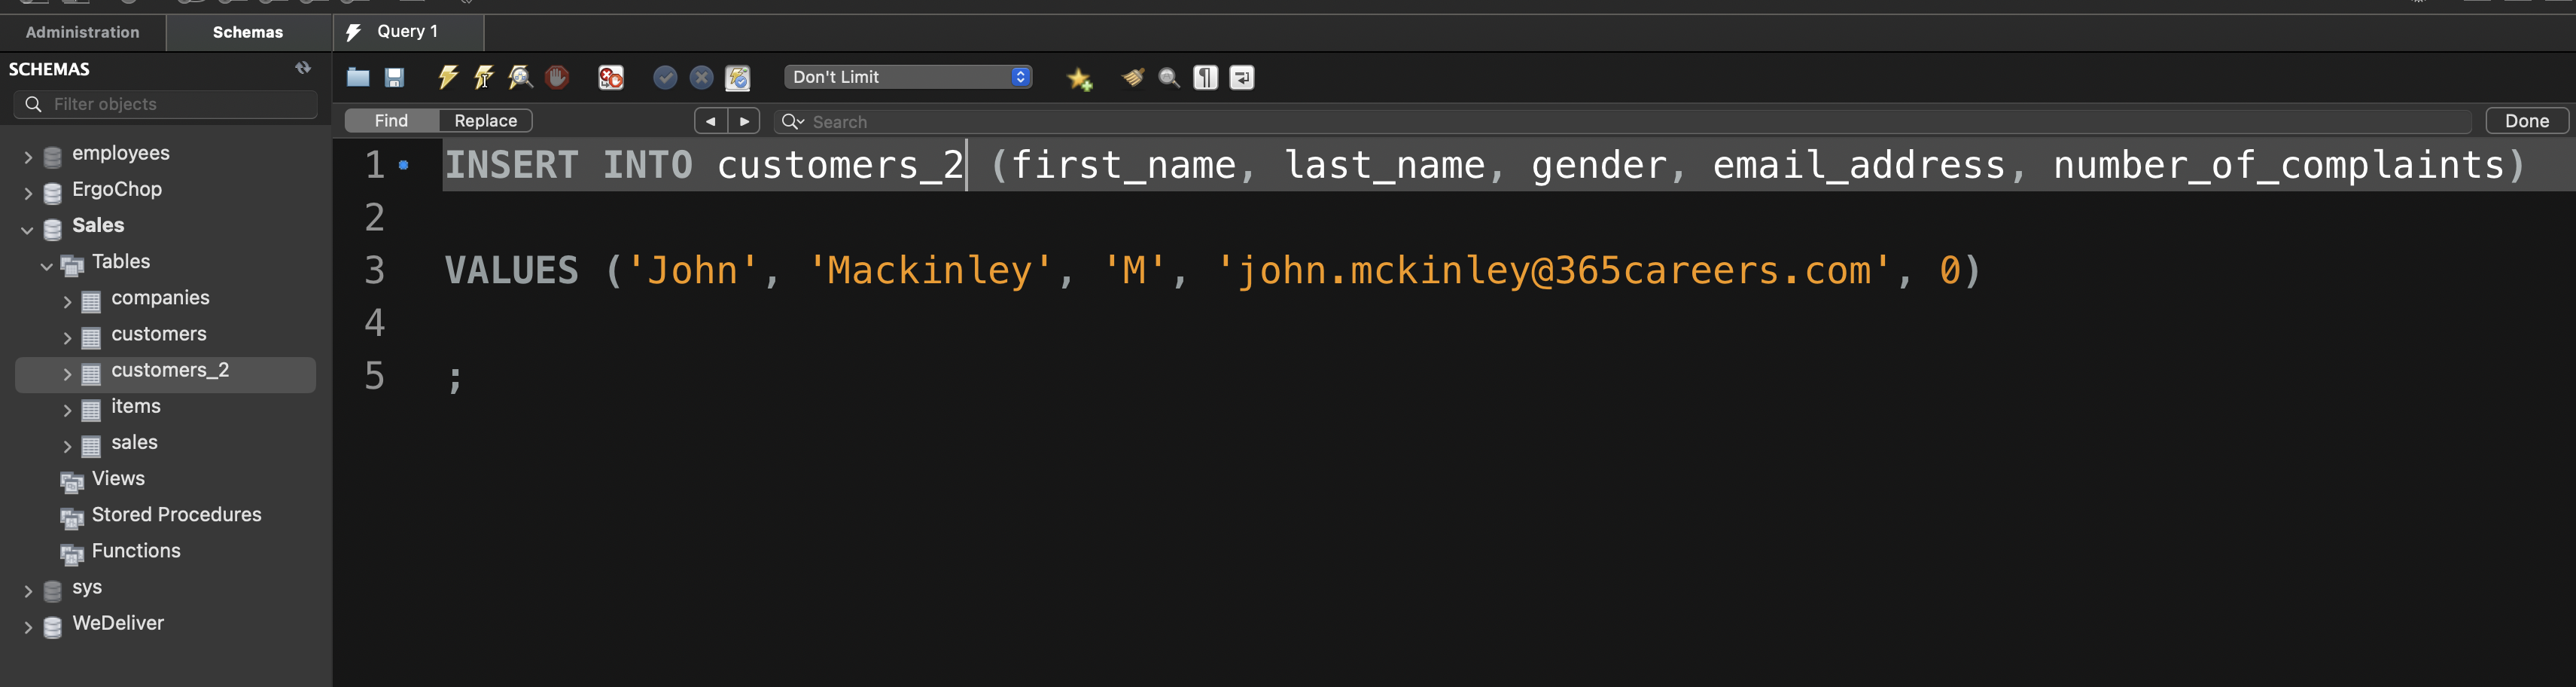 Administration Schemas Query 1
SCHEMAS
Filter objects
Don't Limit
Find Replace Search Done
employees
ErgoChop
Sales
Tables
companies
customers
customers_2
items
sales
Views
Stored Procedures
Functions
sys
WeDeliver
1 INSERT INTO customers_2 (first_name, last_name, gender, email_address, number_of_complaints)
2
3 VALUES ('John', 'Mackinley', 'M', 'john.mckinley@365careers.com', 0)
4
5 ;